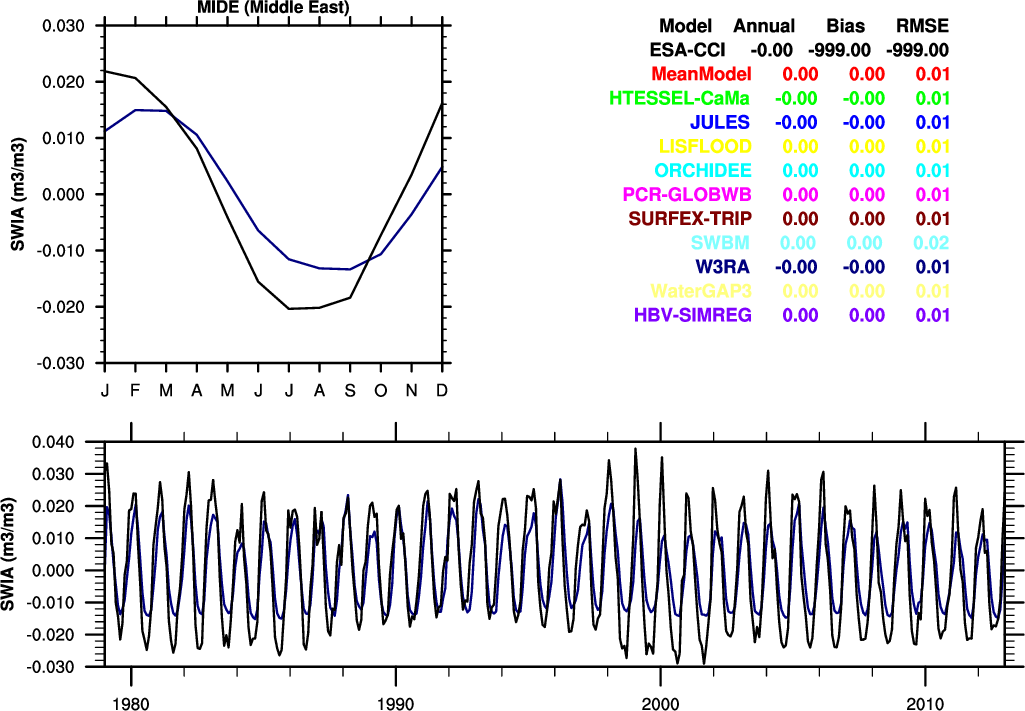 MIDE (Middle East)
0.030
0.020
0.010
0.000
-0.010
-0.020
-0.030
SWIA (m3/m3)
J F M A M J J A S O N D
Model Annual Bias RMSE
ESA-CCI -0.00 -999.00 -999.00
MeanModel 0.00 0.00 0.01
HTESSEL-CaMa -0.00 -0.00 0.01
JULES -0.00 -0.00 0.01
LISFLOOD 0.00 0.00 0.01
ORCHIDEE 0.00 0.00 0.01
PCR-GLOBWB 0.00 0.00 0.01
SURFEX-TRIP 0.00 0.00 0.01
SWBM 0.00 0.00 0.02
W3RA -0.00 -0.00 0.01
WaterGAP3 0.00 0.00 0.01
HBV-SIMREG 0.00 0.00 0.01
0.040
0.030
0.020
0.010
0.000
-0.010
-0.020
-0.030
SWIA (m3/m3)
1980 1990 2000 2010